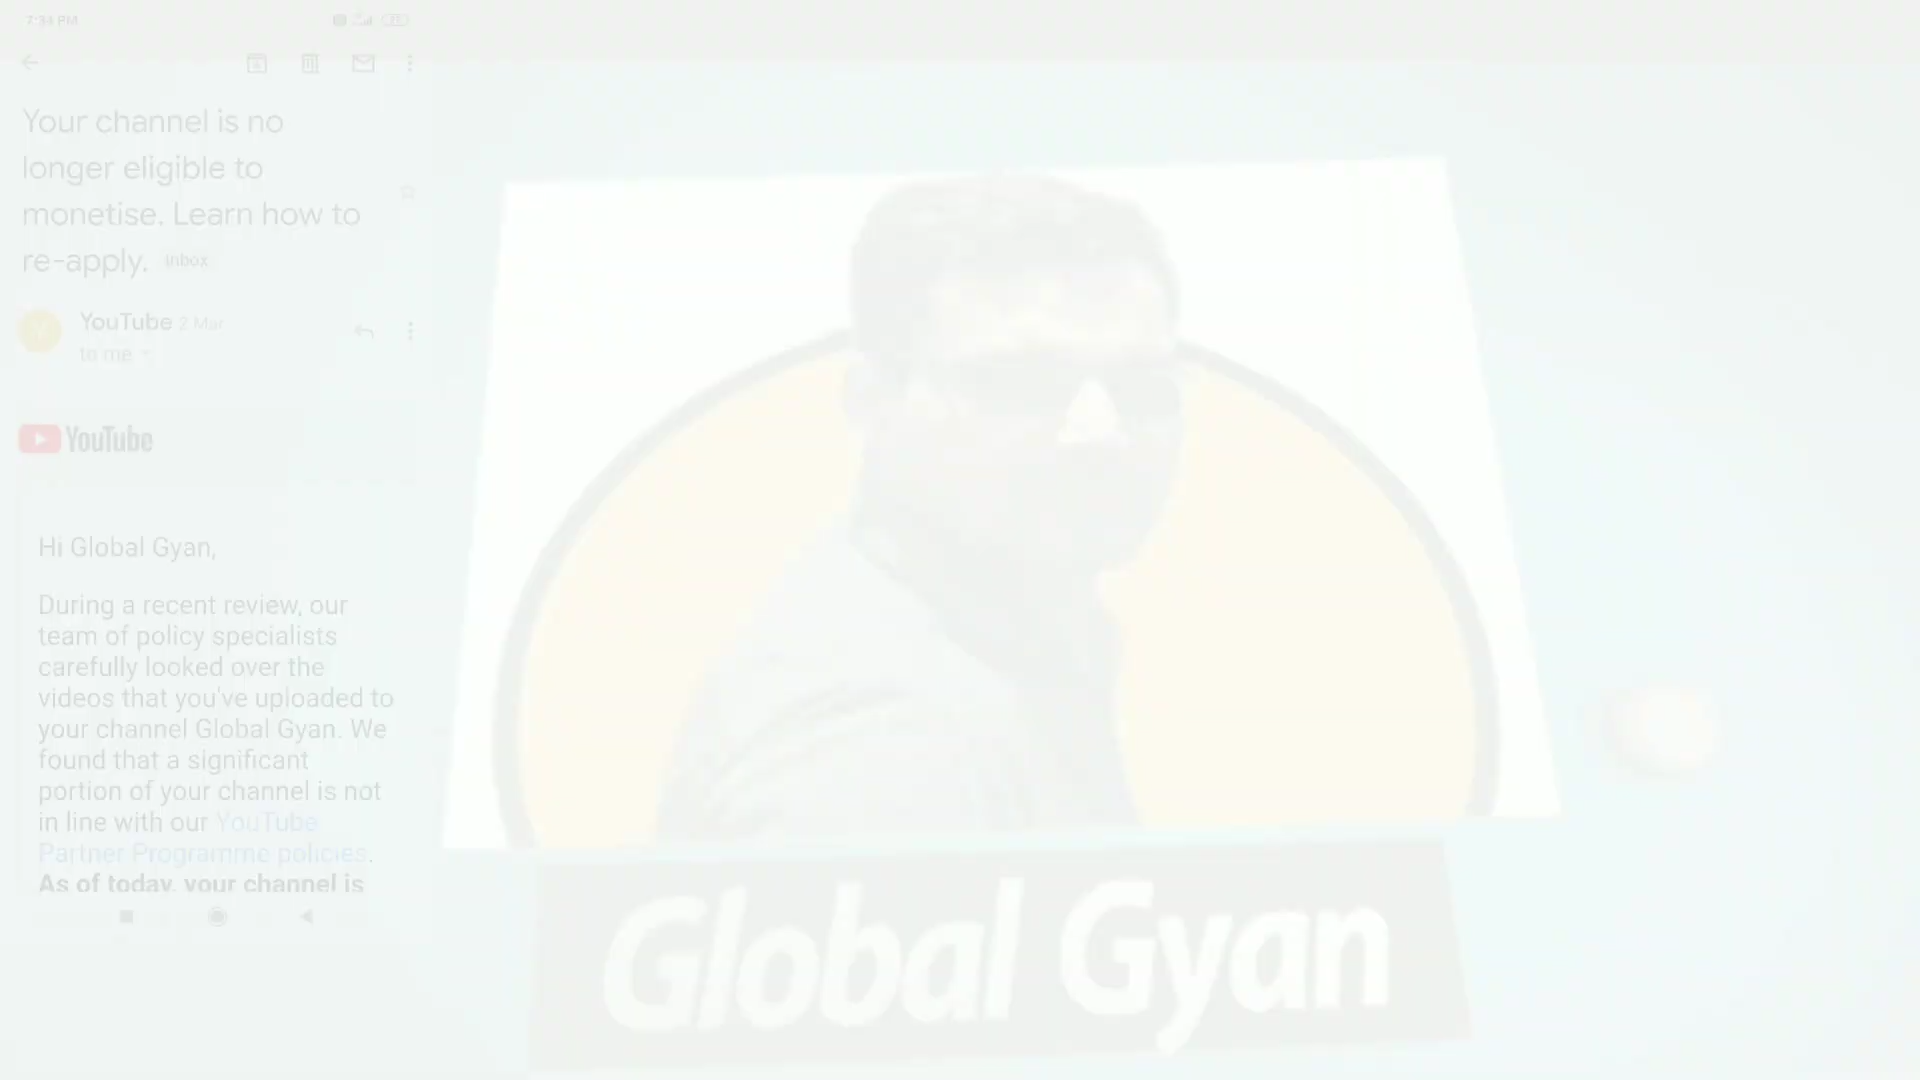 7:34 PM
Your channel is no
longer eligible to
monetise. Learn how to
re-apply. Inbox
YouTube 2 Mar
to me
YouTube
Hi Global Gyan,
During a recent review, our
team of policy specialists
carefully looked over the
videos that you've uploaded to
your channel Global Gyan. We
found that a significant
portion of your channel is not
in line with our YouTube
Partner Programme policies.
As of today, your channel is
Global Gyan